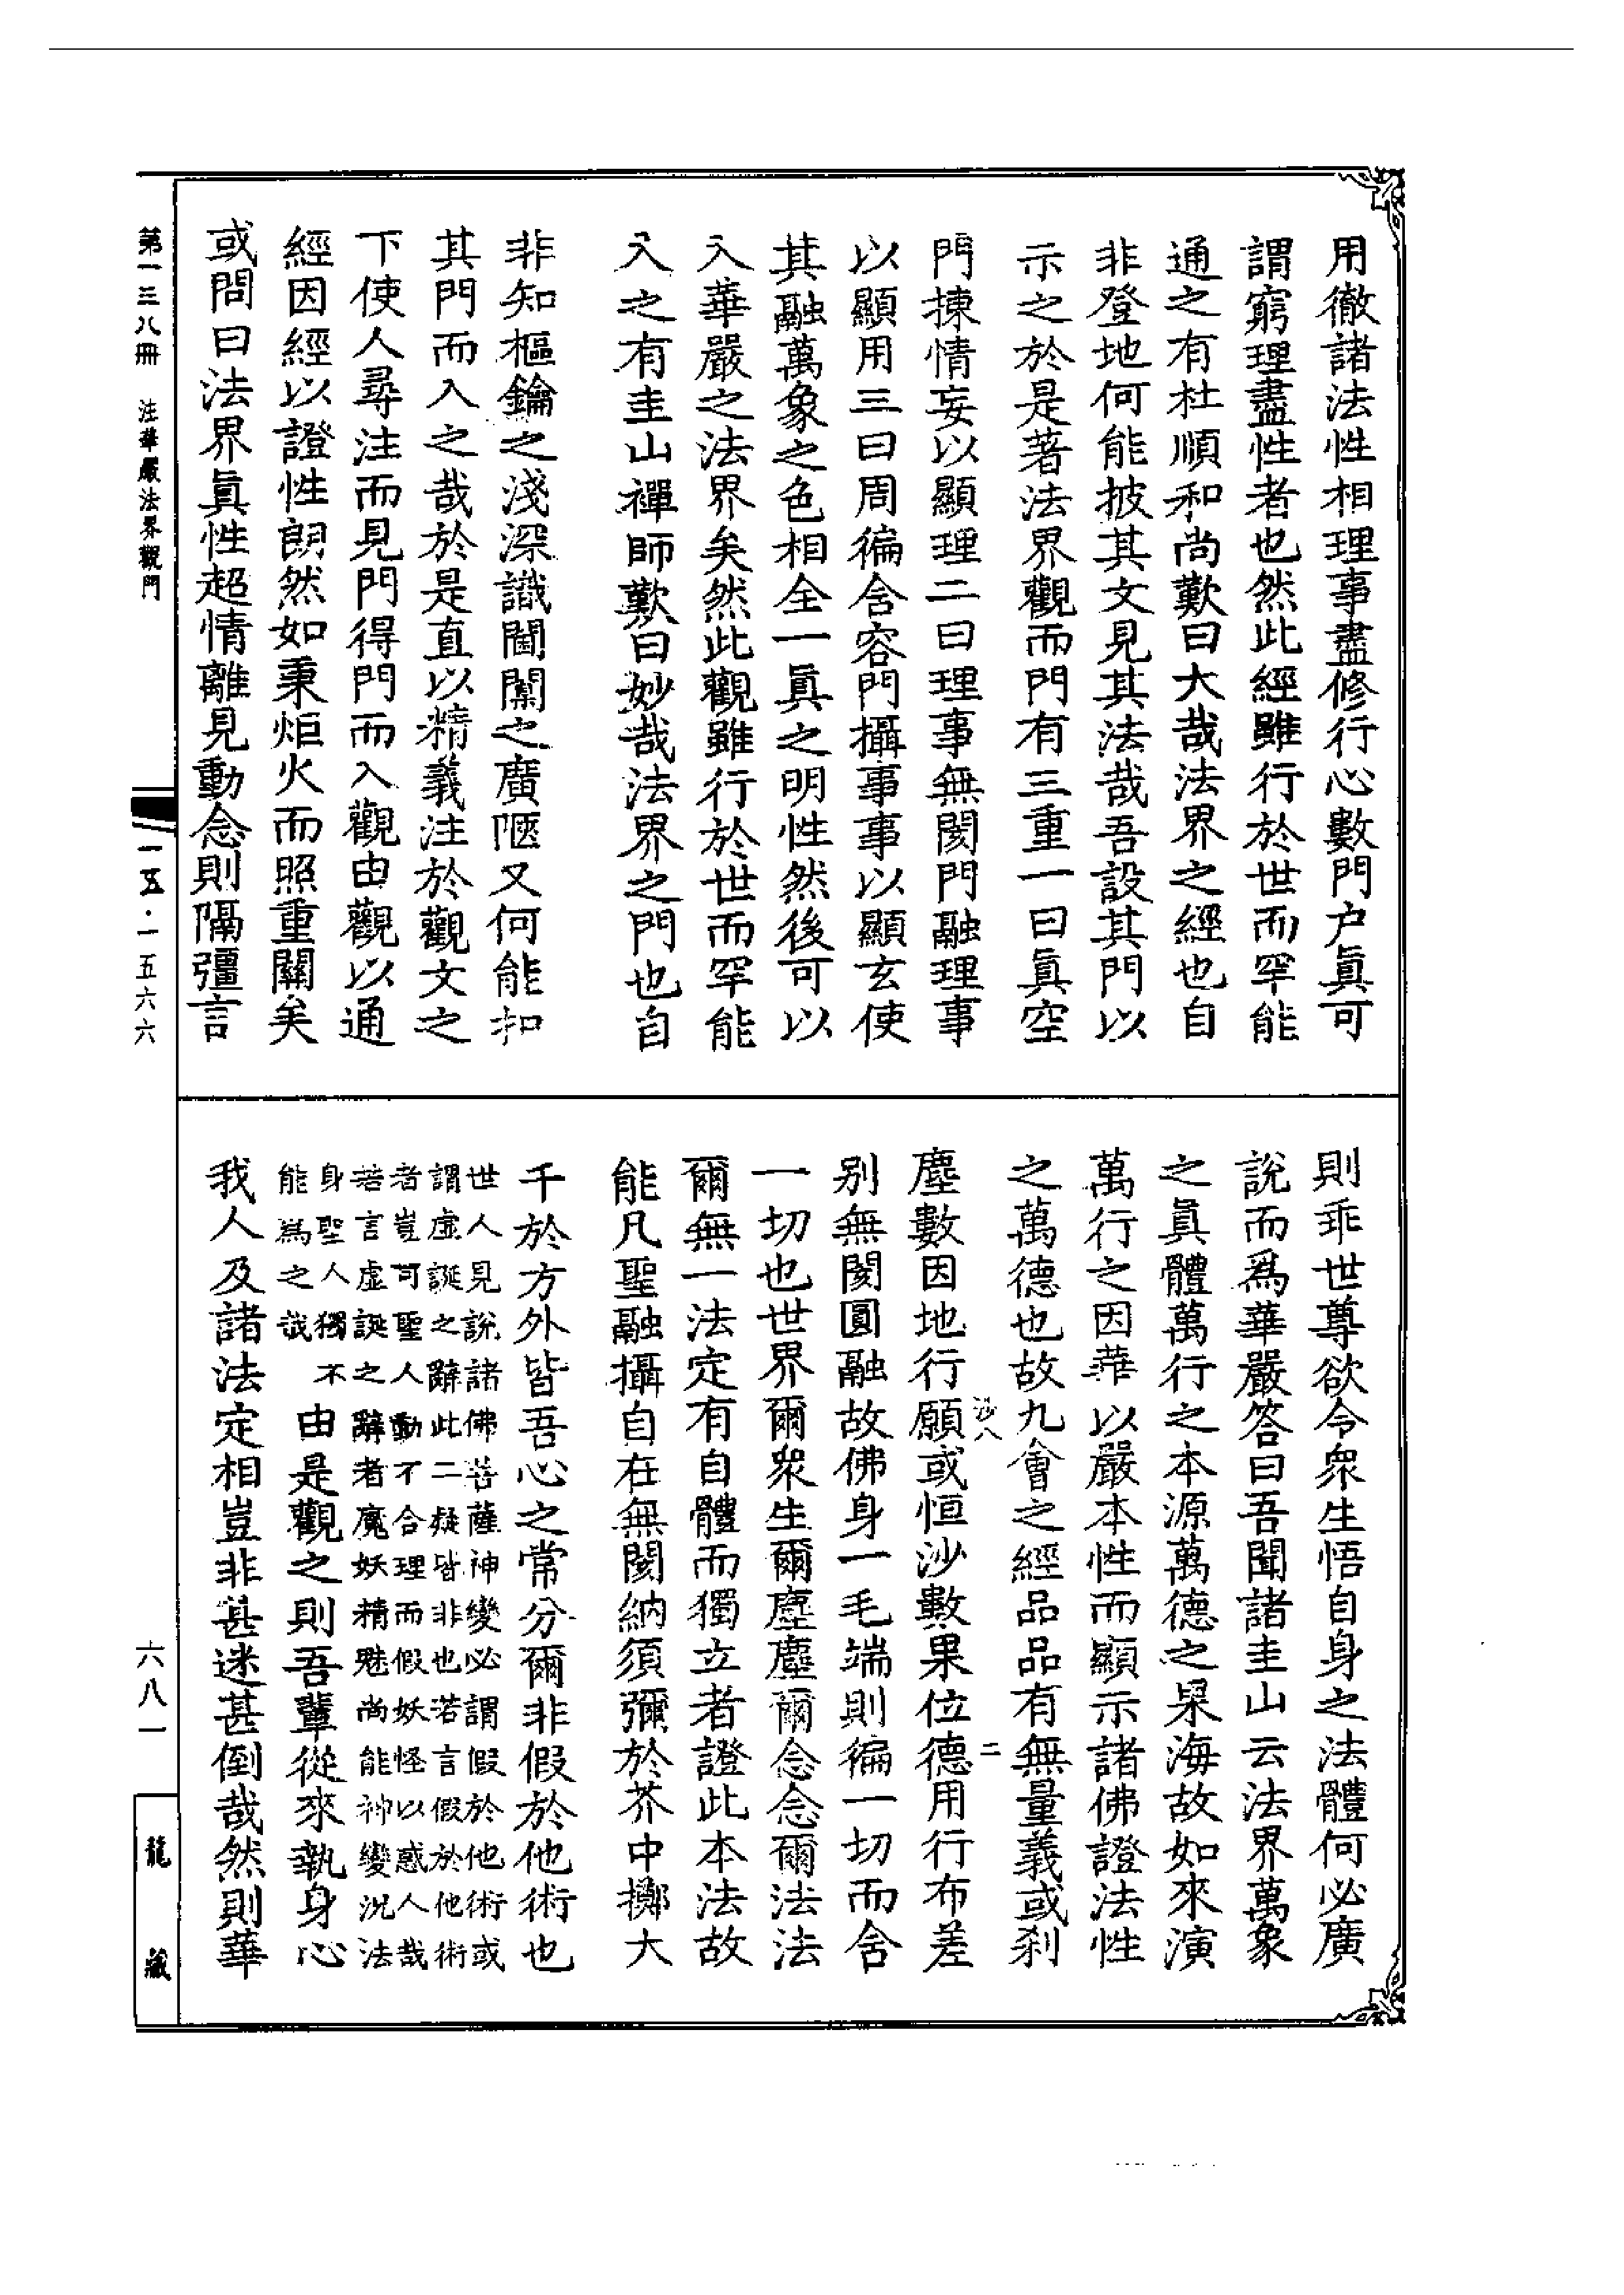 用徹諸法性相理事盡修行心數門户眞可
謂窮理盡性者也然此經雖行於世而罕能
通之有杜順和尚歎曰大哉法界之經也自
非登地何能披其文見其法哉吾設其門以
示之於是著法界觀而門有三重一曰眞空
門揀情妄以顯理二曰理事無閡門融理事
以顯用三曰周徧含容門攝事事以顯玄使
其融萬象之色相全一眞之明性然後可以
入華嚴之法界矣然此觀雖行於世而罕能
入之有圭山禪師歎曰妙哉法界之門也自
非知樞鑰之淺深識閫閾之廣陿又何能扣
其門而入之哉於是直以精義注於觀文之
下使人尋注而見門得門而入觀由觀以通
經因經以證性朗然如秉炬火而照重關矣
或問曰法界眞性超情離見動念則隔彊言
則乖世尊欲令衆生悟自身之法體何必廣
說而爲華嚴答曰吾聞諸圭山云法界萬象
之眞體萬行之本源萬德之果海故如來演
萬行之因華以嚴本性而顯示諸佛證法性
之萬德也故九會之經品品有無量義或刹
塵數因地行願或恒沙數果位德用行布差
二
别無閡圓融故佛身一毛端則徧一切而含
一切也世界爾衆生爾塵塵爾念念爾法法
爾無一法定有自體而獨立者證此本法故
能凡聖融攝自在無閡納須彌於芥中擲大
千於方外皆吾心之常分爾非假於他術也
世人見說諸佛菩薩神變必謂假於他術或
謂虛誕之辭此二疑皆非也若言假於他術
者豈可聖人動不合理而假妖怪以惑人哉
若言虛誕之辭者魔妖精魅尚能神變況法
身聖人獨不
能爲之哉
由是觀之則吾輩從來執身心
我人及諸法定相豈非甚迷甚倒哉然則華
第一三八冊 注華嚴法界觀門
一五·一五六六
六八一
龍藏